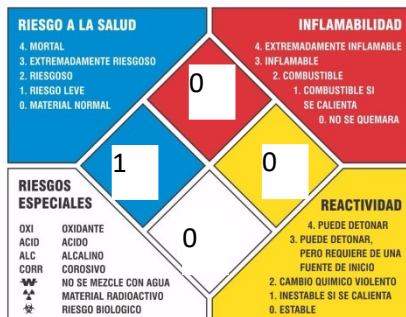 RIESGO A LA SALUD
4. MORTAL
3. EXTREMADAMENTE RIESGOSO
2. RIESGOSO
1. RIESGO LEVE
0. MATERIAL NORMAL
INFLAMABILIDAD
4. EXTREMADAMENTE INFLAMABLE
3. INFLAMABLE
2. COMBUSTIBLE
1. COMBUSTIBLE SI
SE CALIENTA
0. NO SE QUEMARA
0
1
0
0
RIESGOS
ESPECIALES
OXI OXIDANTE
ACID ACIDO
ALC ALCALINO
CORR COROSIVO
W NO SE MEZCLE CON AGUA
MATERIAL RADIOACTIVO
RIESGO BIOLOGICO
REACTIVIDAD
4. PUEDE DETONAR
3. PUEDE DETONAR,
PERO REQUIERE DE UNA
FUENTE DE INICIO
2. CAMBIO QUIMICO VIOLENTO
1. INESTABLE SI SE CALIENTA
0. ESTABLE